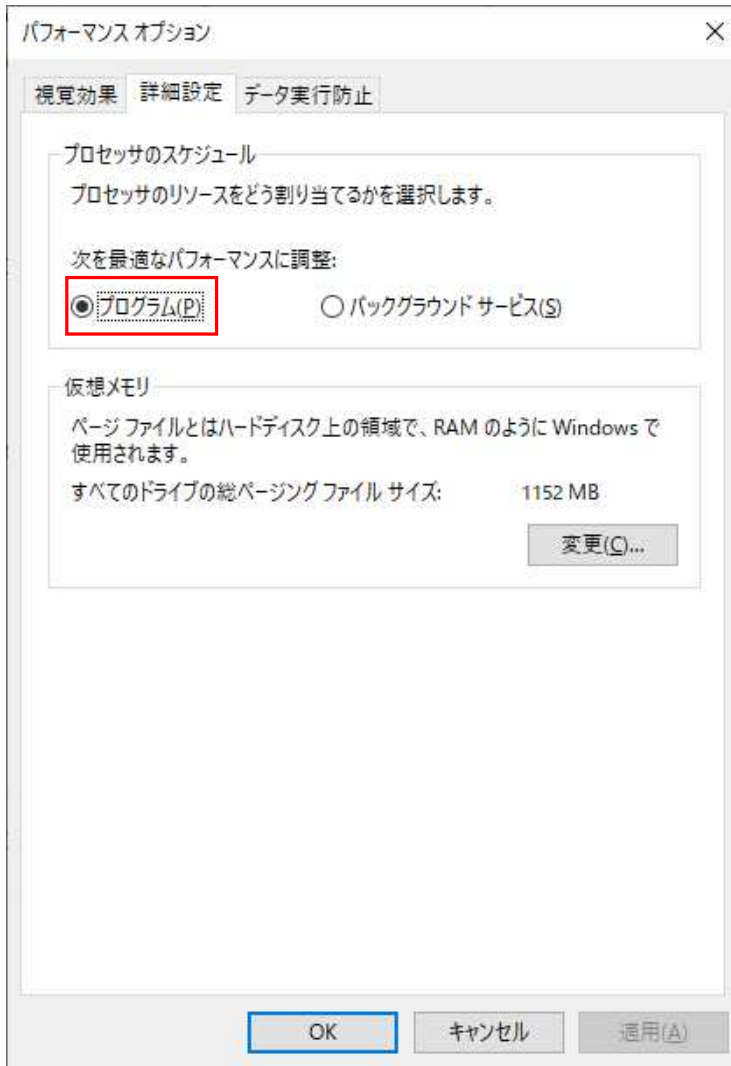 パフォーマンス オプション
視覚効果 詳細設定 データ実行防止
プロセッサのスケジュール
プロセッサのリソースをどう割り当てるかを選択します。
次を最適なパフォーマンスに調整:
プログラム(P) バックグラウンド サービス(S)
仮想メモリ
ページ ファイルとはハードディスク上の領域で、RAM のように Windows で
使用されます。
すべてのドライブの総ページング ファイル サイズ: 1152 MB
変更(C)...
OK キャンセル 適用(A)